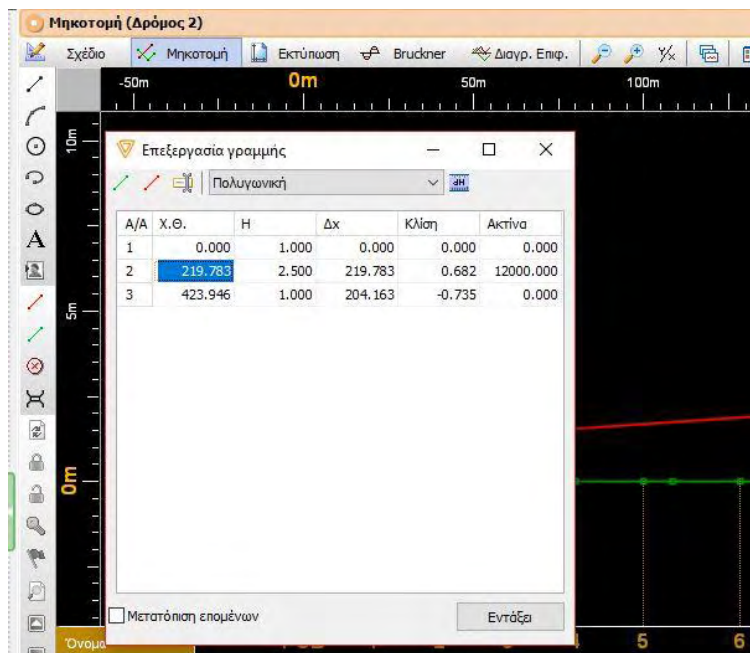 Μηκοτομή (Δρόμος 2)
Σχέδιο Μηκοτομή Εκτύπωση Bruckner Διαγρ. Επιφ.
-50m 0m 50m 100m
10m
Επεξεργασία γραμμής
Πολυγωνική
Α/Α Χ.Θ. Η Δx Κλίση Ακτίνα
1 0.000 1.000 0.000 0.000 0.000
2 219.783 2.500 219.783 0.682 12000.000
3 423.946 1.000 204.163 -0.735 0.000
5m
0m
Μετατόπιση επομένων
Εντάξει
Όνομα 5 6